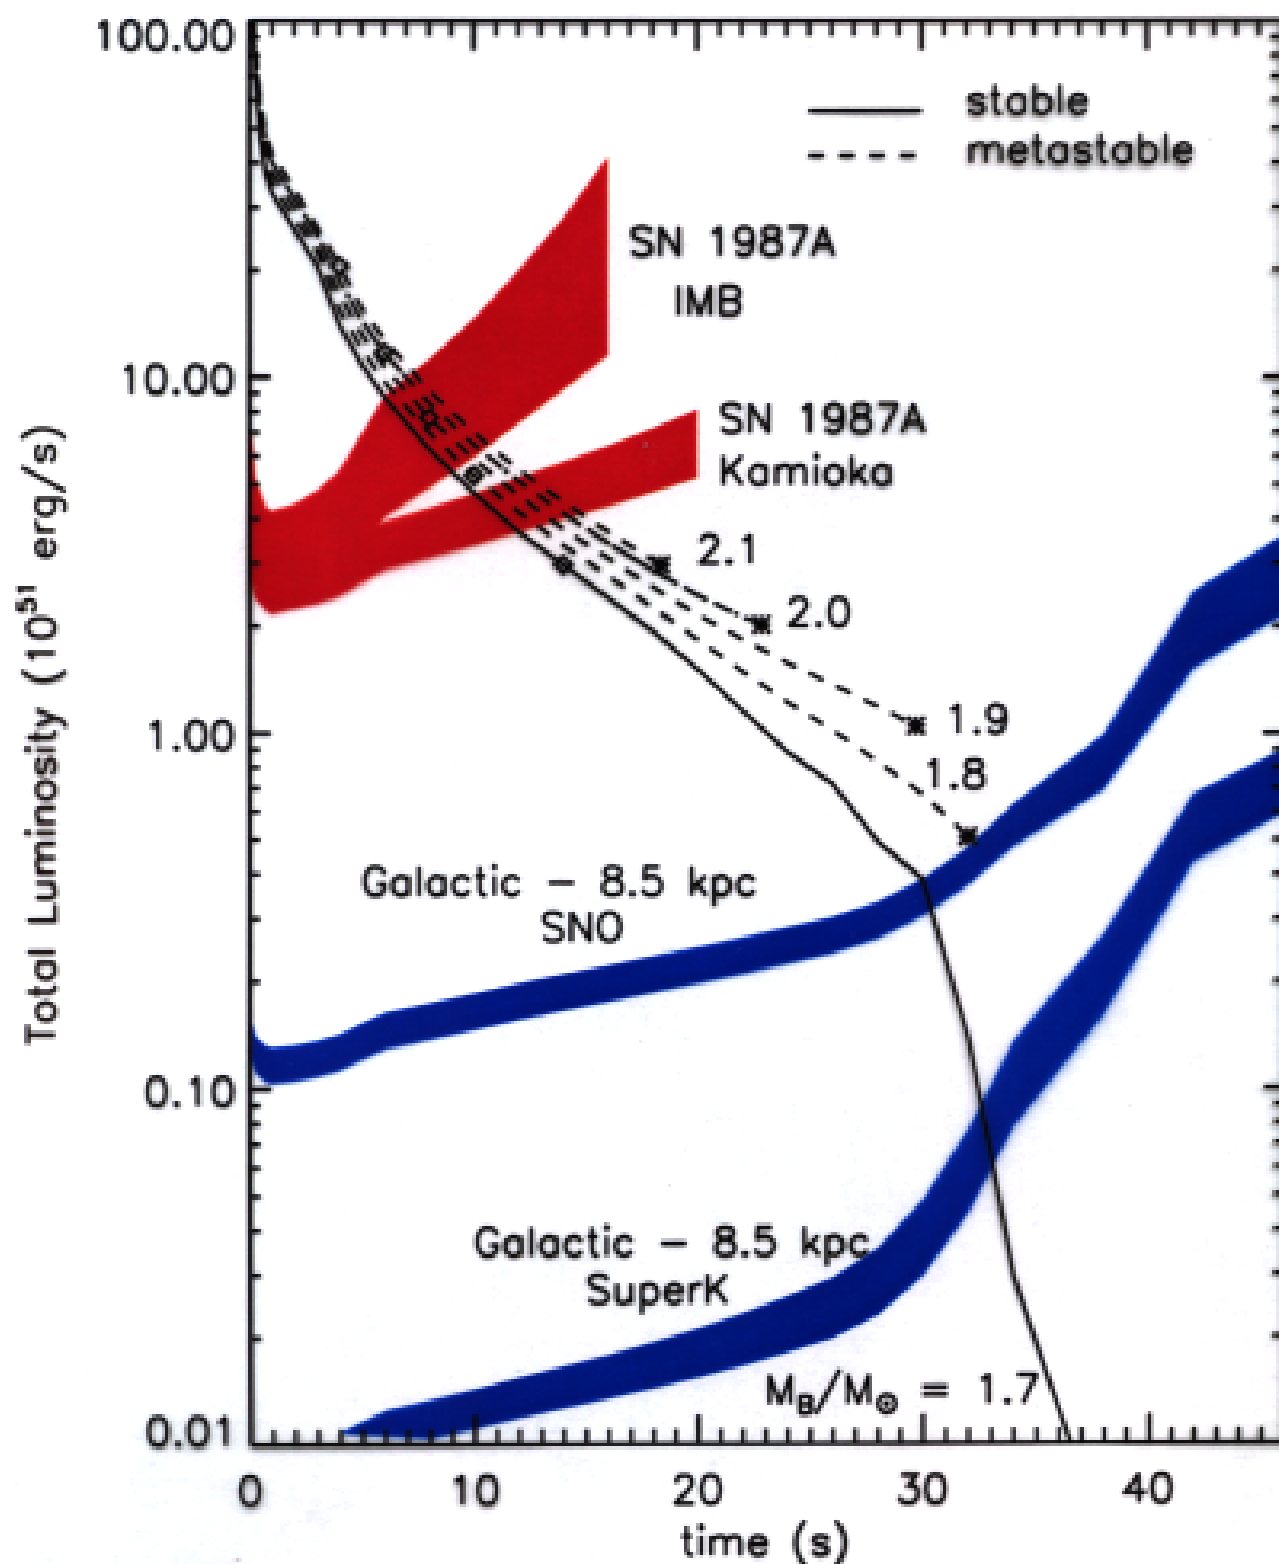 100.00
stable
metastable
SN 1987A
IMB
10.00
SN 1987A
Kamioka
Total Luminosity (10⁵¹ erg/s)
2.1
2.0
1.00
1.9
1.8
Galactic − 8.5 kpc
SNO
0.10
Galactic − 8.5 kpc
SuperK
M_B/M_⊙ = 1.7
0.01
0 10 20 30 40
time (s)